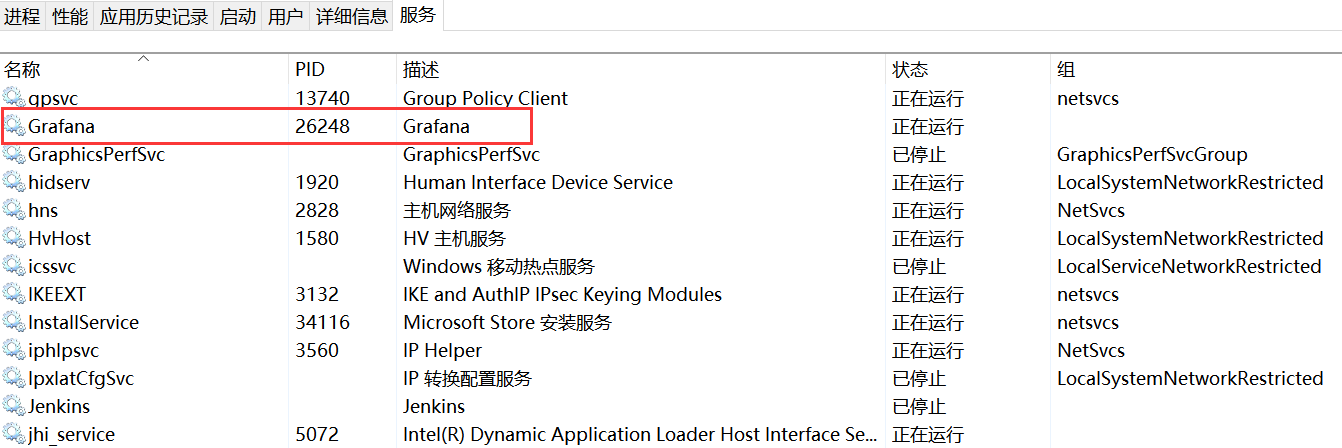 进程 性能 应用历史记录 启动 用户 详细信息 服务
名称 PID 描述 状态 组
gpsvc 13740 Group Policy Client 正在运行 netsvcs
Grafana 26248 Grafana 正在运行
GraphicsPerfSvc GraphicsPerfSvc 已停止 GraphicsPerfSvcGroup
hidserv 1920 Human Interface Device Service 正在运行 LocalSystemNetworkRestricted
hns 2828 主机网络服务 正在运行 NetSvcs
HvHost 1580 HV 主机服务 正在运行 LocalSystemNetworkRestricted
icssvc Windows 移动热点服务 已停止 LocalServiceNetworkRestricted
IKEEXT 3132 IKE and AuthIP IPsec Keying Modules 正在运行 netsvcs
InstallService 34116 Microsoft Store 安装服务 正在运行 netsvcs
iphlpsvc 3560 IP Helper 正在运行 NetSvcs
IpxlatCfgSvc IP 转换配置服务 已停止 LocalSystemNetworkRestricted
Jenkins Jenkins 已停止
jhi_service 5072 Intel(R) Dynamic Application Loader Host Interface Se... 正在运行